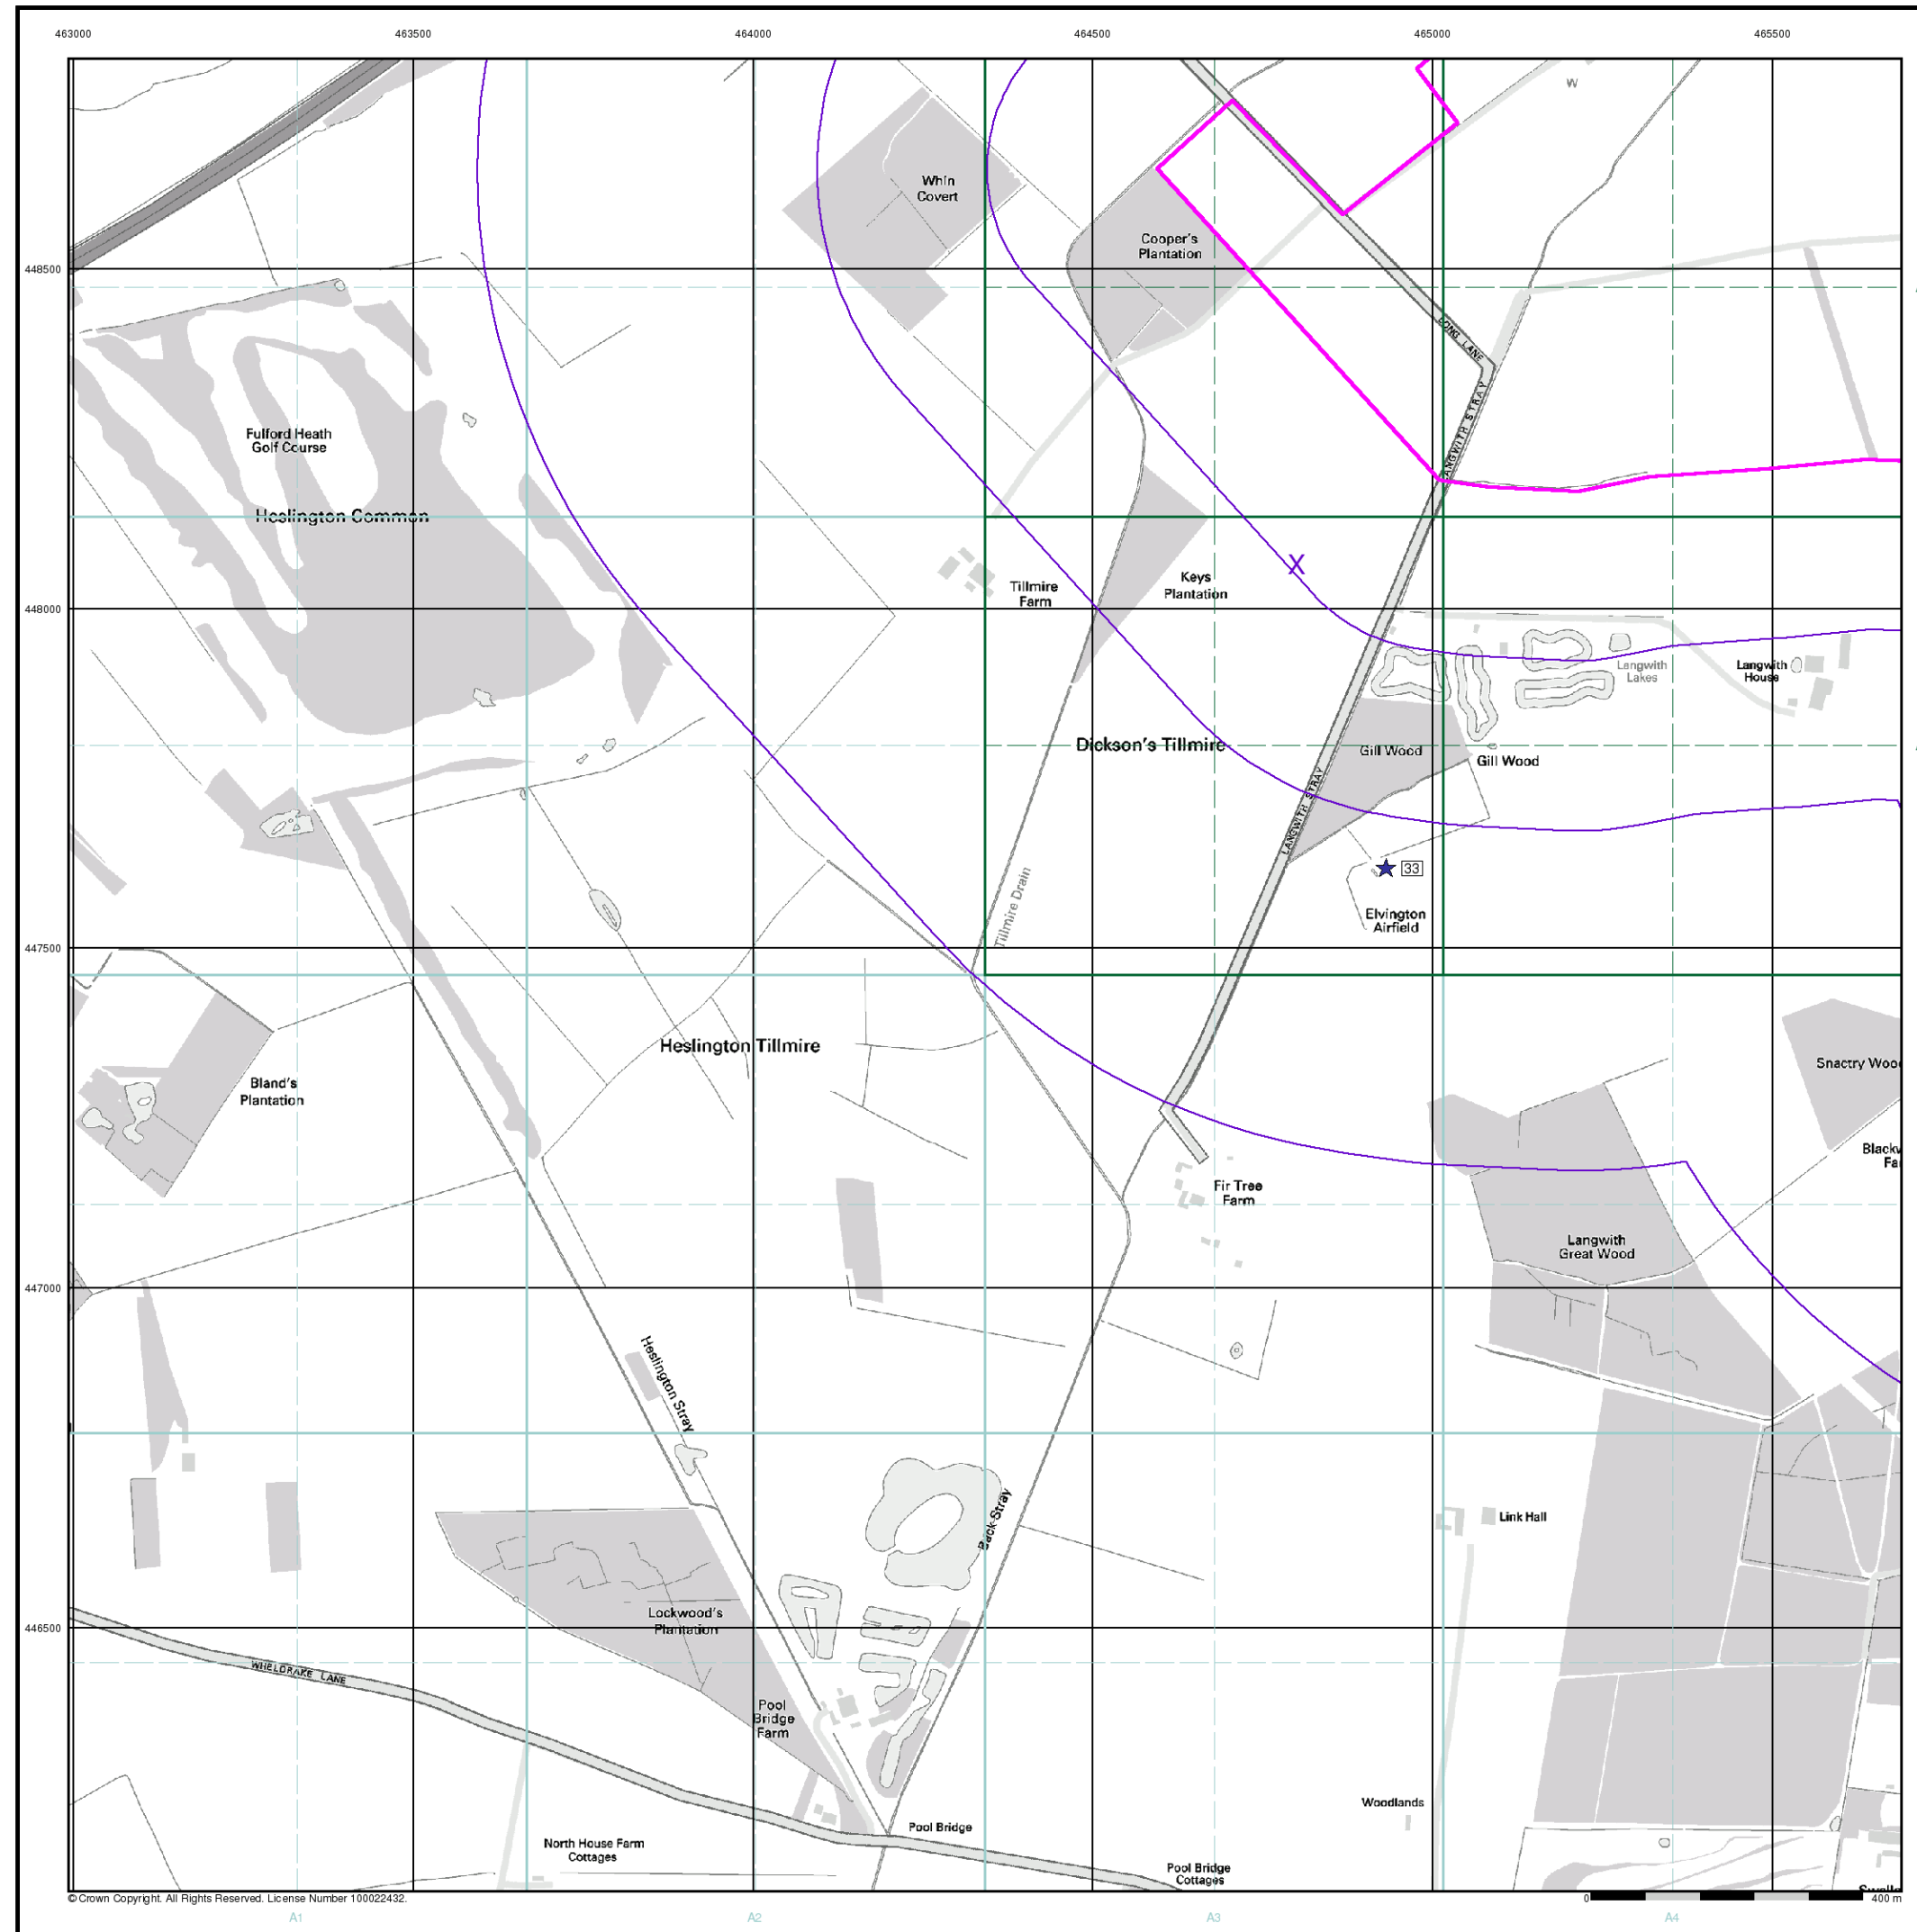 463000 463500 464000 464500 465000 465500
W
Whin
Covert
Cooper's
Plantation
448500
LONG LANE
LANGWITH STRAY
Fulford Heath
Golf Course
Heslington Common
X
Tillmire
Farm
Keys
Plantation
448000
Langwith
Lakes
Langwith
House
Dickson's Tillmire
Gill Wood
Gill Wood
LANGWITH STRAY
33
Tillmire Drain
Elvington
Airfield
447500
Heslington Tillmire
Snactry Woo
Bland's
Plantation
Blackw
Fa
Fir Tree
Farm
Langwith
Great Wood
447000
Heslington Stray
Back Stray
Link Hall
Lockwood's
Plantation
446500
WHELDRAKE LANE
Pool
Bridge
Farm
Woodlands
Pool Bridge
North House Farm
Cottages
Pool Bridge
Cottages
© Crown Copyright. All Rights Reserved. License Number 100022432.
0 400 m
A1 A2 A3 A4